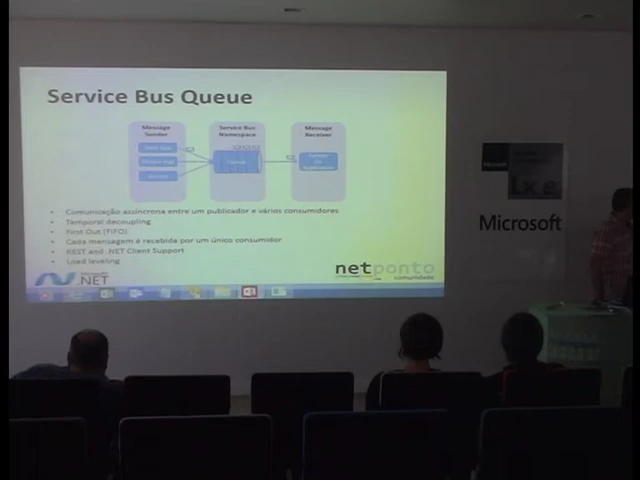 Service Bus Queue
Message
Sender
Service Bus
Namespace
Message
Receiver
Comunicação assíncrona entre um publicador e vários consumidores
Temporal decoupling
First Out (FIFO)
Cada mensagem é recebida por um único consumidor
REST and .NET Client Support
Load leveling
Microsoft
.NET
netponto
comunidade
Microsoft